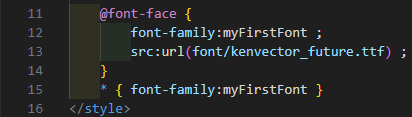 11 @font-face {
12 font-family:myFirstFont ;
13 src:url(font/kenvector_future.ttf) ;
14 }
15 * { font-family:myFirstFont }
16 </style>